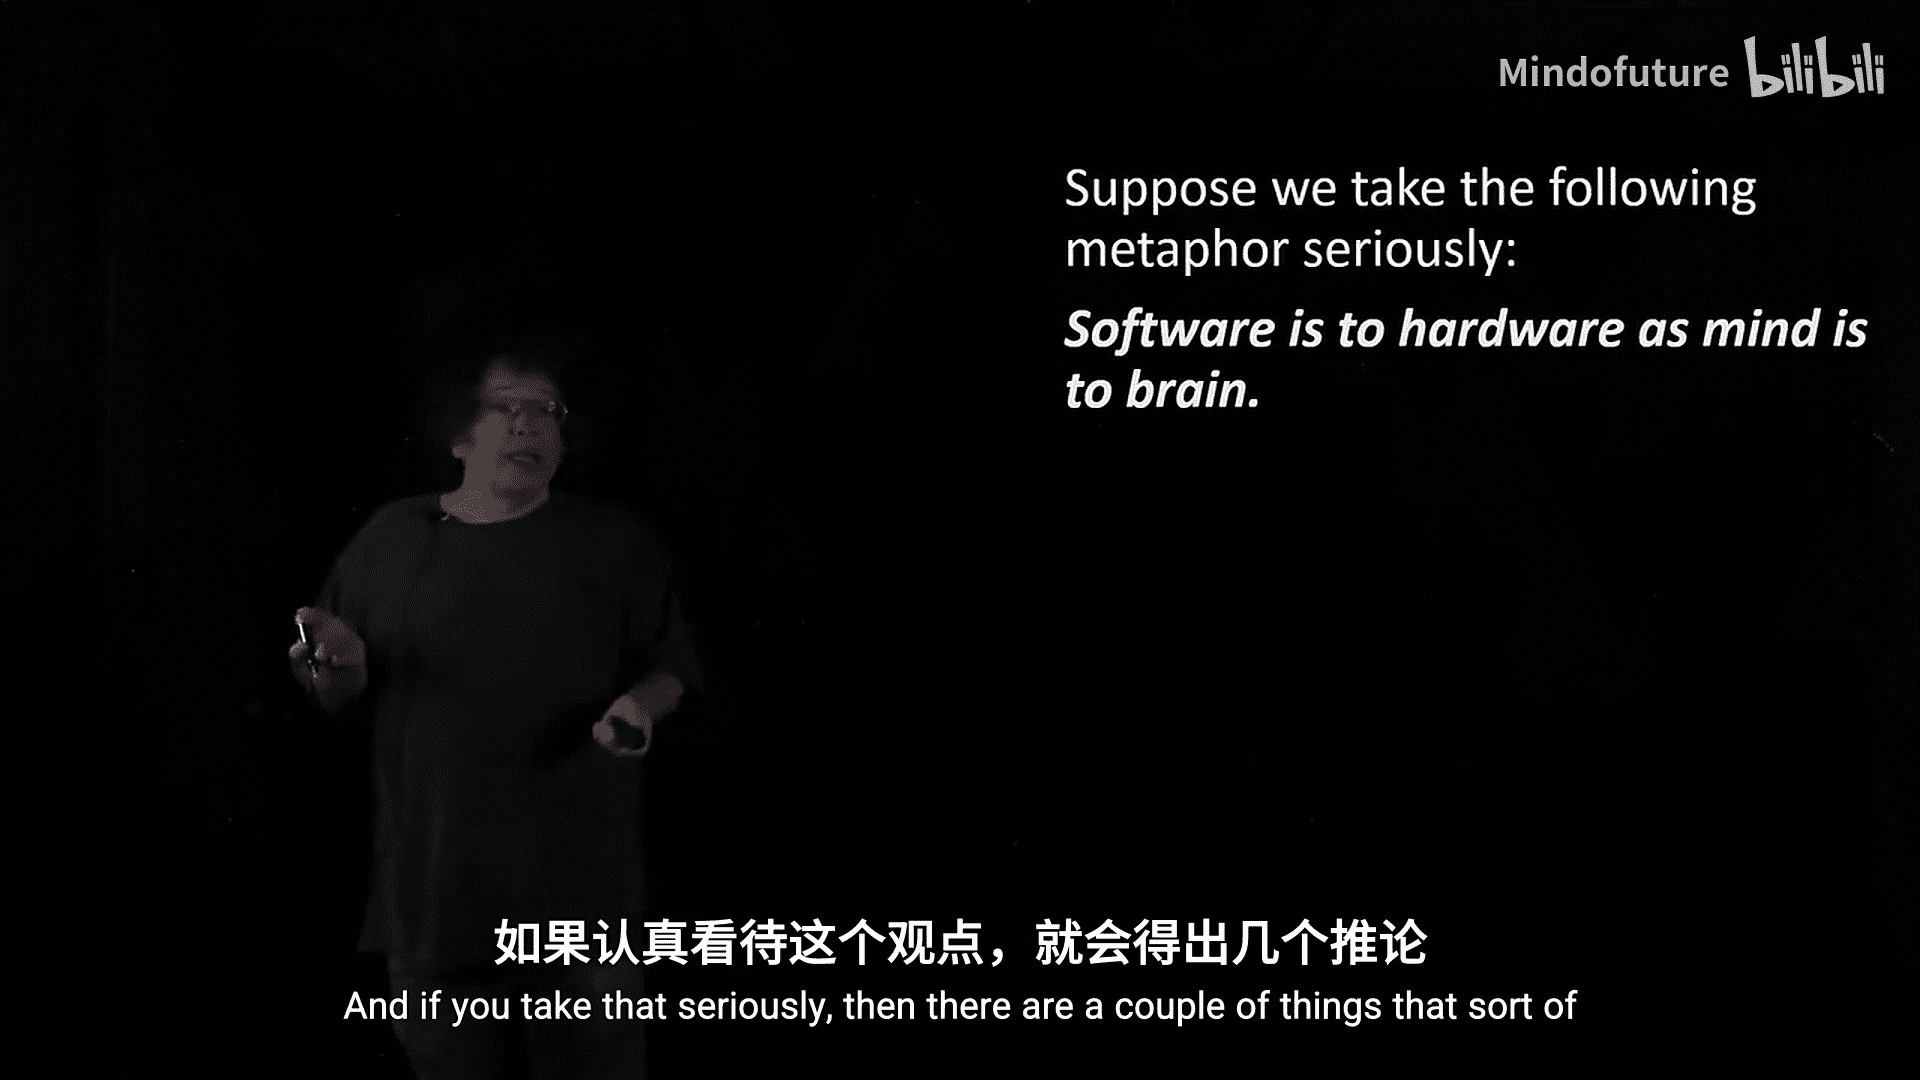 Mindofuture bilibili
Suppose we take the following
metaphor seriously:
Software is to hardware as mind is
to brain.
如果认真看待这个观点，就会得出几个推论
And if you take that seriously, then there are a couple of things that sort of